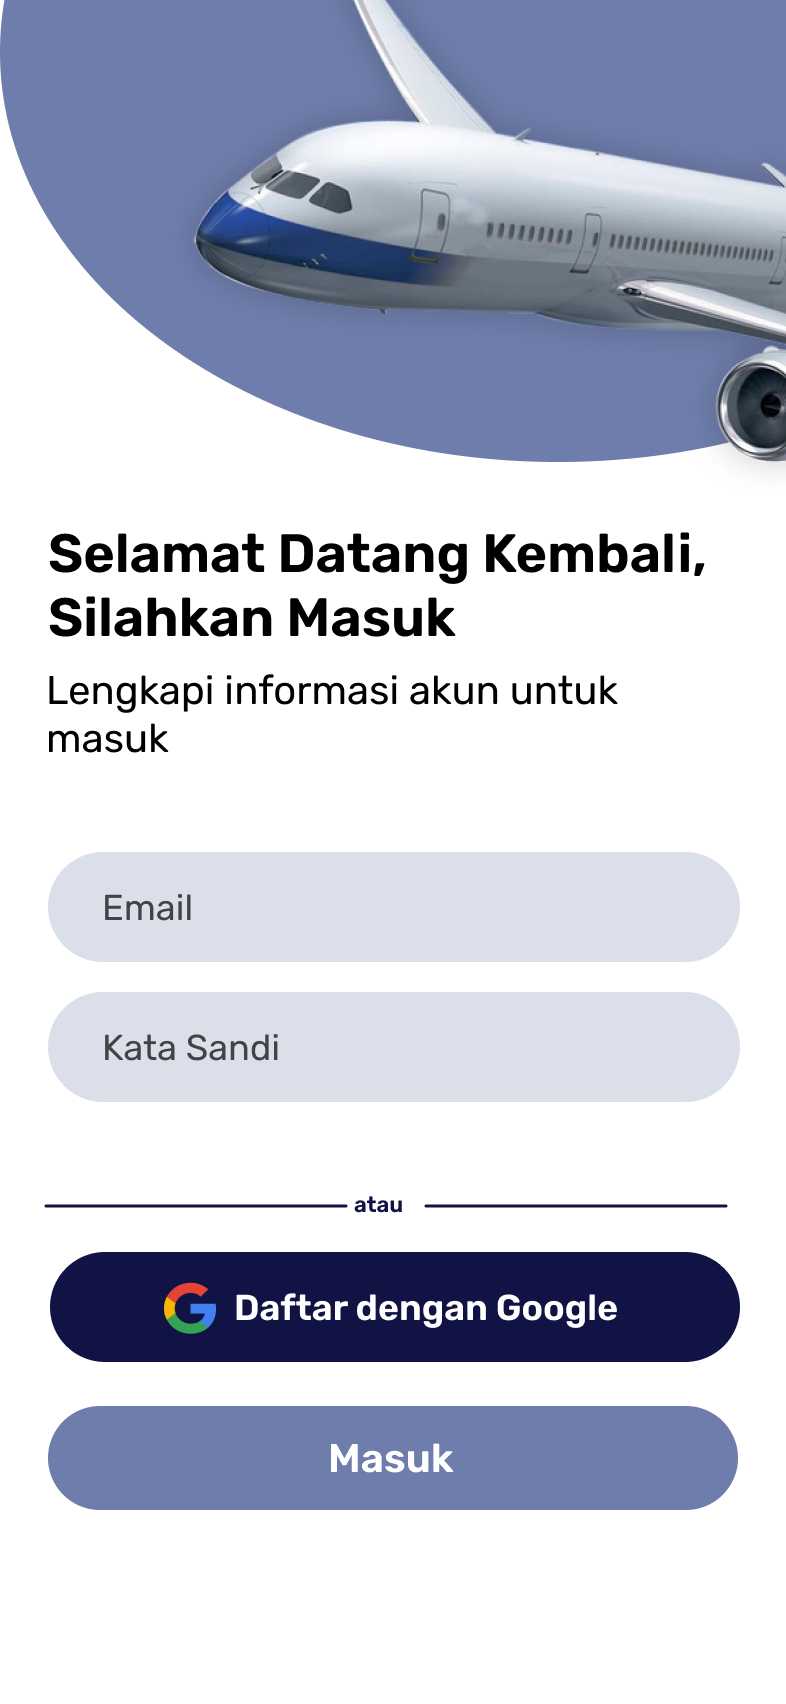 Selamat Datang Kembali,
Silahkan Masuk
Lengkapi informasi akun untuk
masuk
Email
Kata Sandi
atau
Daftar dengan Google
Masuk